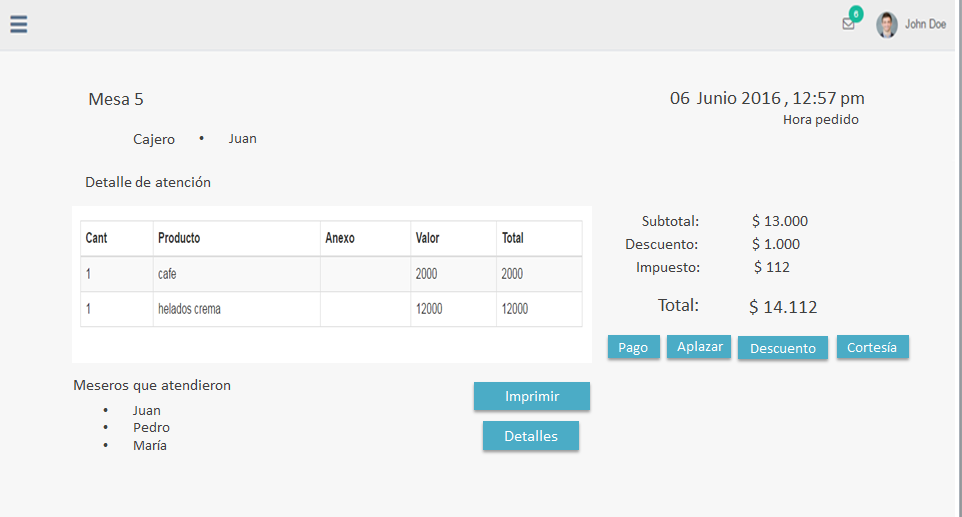 6
John Doe
Mesa 5
06 Junio 2016 , 12:57 pm
Hora pedido
Cajero • Juan
Detalle de atención
Cant Producto Anexo Valor Total
1 cafe 2000 2000
1 helados crema 12000 12000
Subtotal: $ 13.000
Descuento: $ 1.000
Impuesto: $ 112
Total: $ 14.112
Pago Aplazar Descuento Cortesía
Meseros que atendieron
• Juan
• Pedro
• María
Imprimir
Detalles